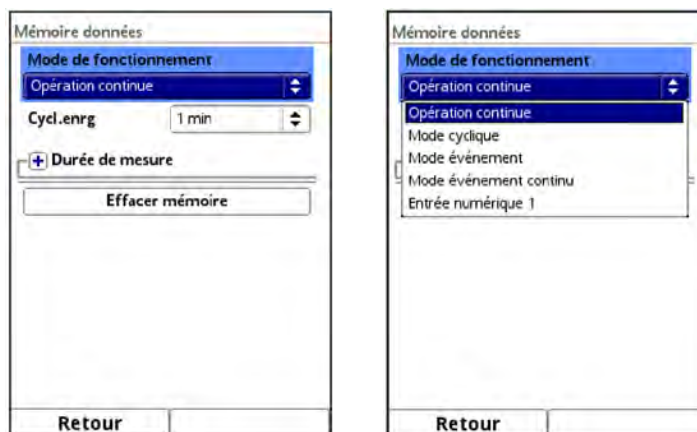 Mémoire données
Mode de fonctionnement
Opération continue
Cycl.enrg 1 min
Durée de mesure
Effacer mémoire
Retour
Mémoire données
Mode de fonctionnement
Opération continue
Opération continue
Mode cyclique
Mode événement
Mode événement continu
Entrée numérique 1
Retour